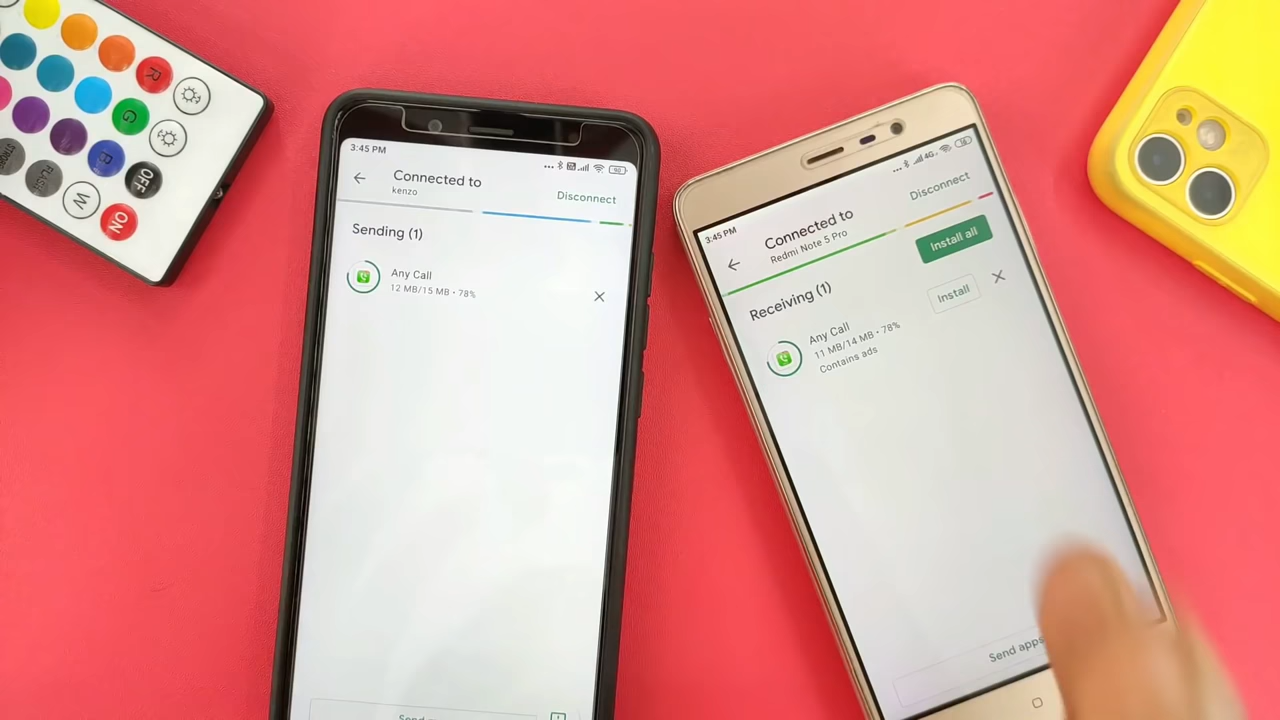 R
G
B
W
OFF
ON
FLASH
3:45 PM
90
Connected to
kenzo
Disconnect
Sending (1)
Any Call
12 MB/15 MB • 78%
3:45 PM
4G
Connected to
Redmi Note 5 Pro
Disconnect
Install all
Receiving (1)
Any Call
11 MB/14 MB • 78%
Contains ads
Install
Send apps